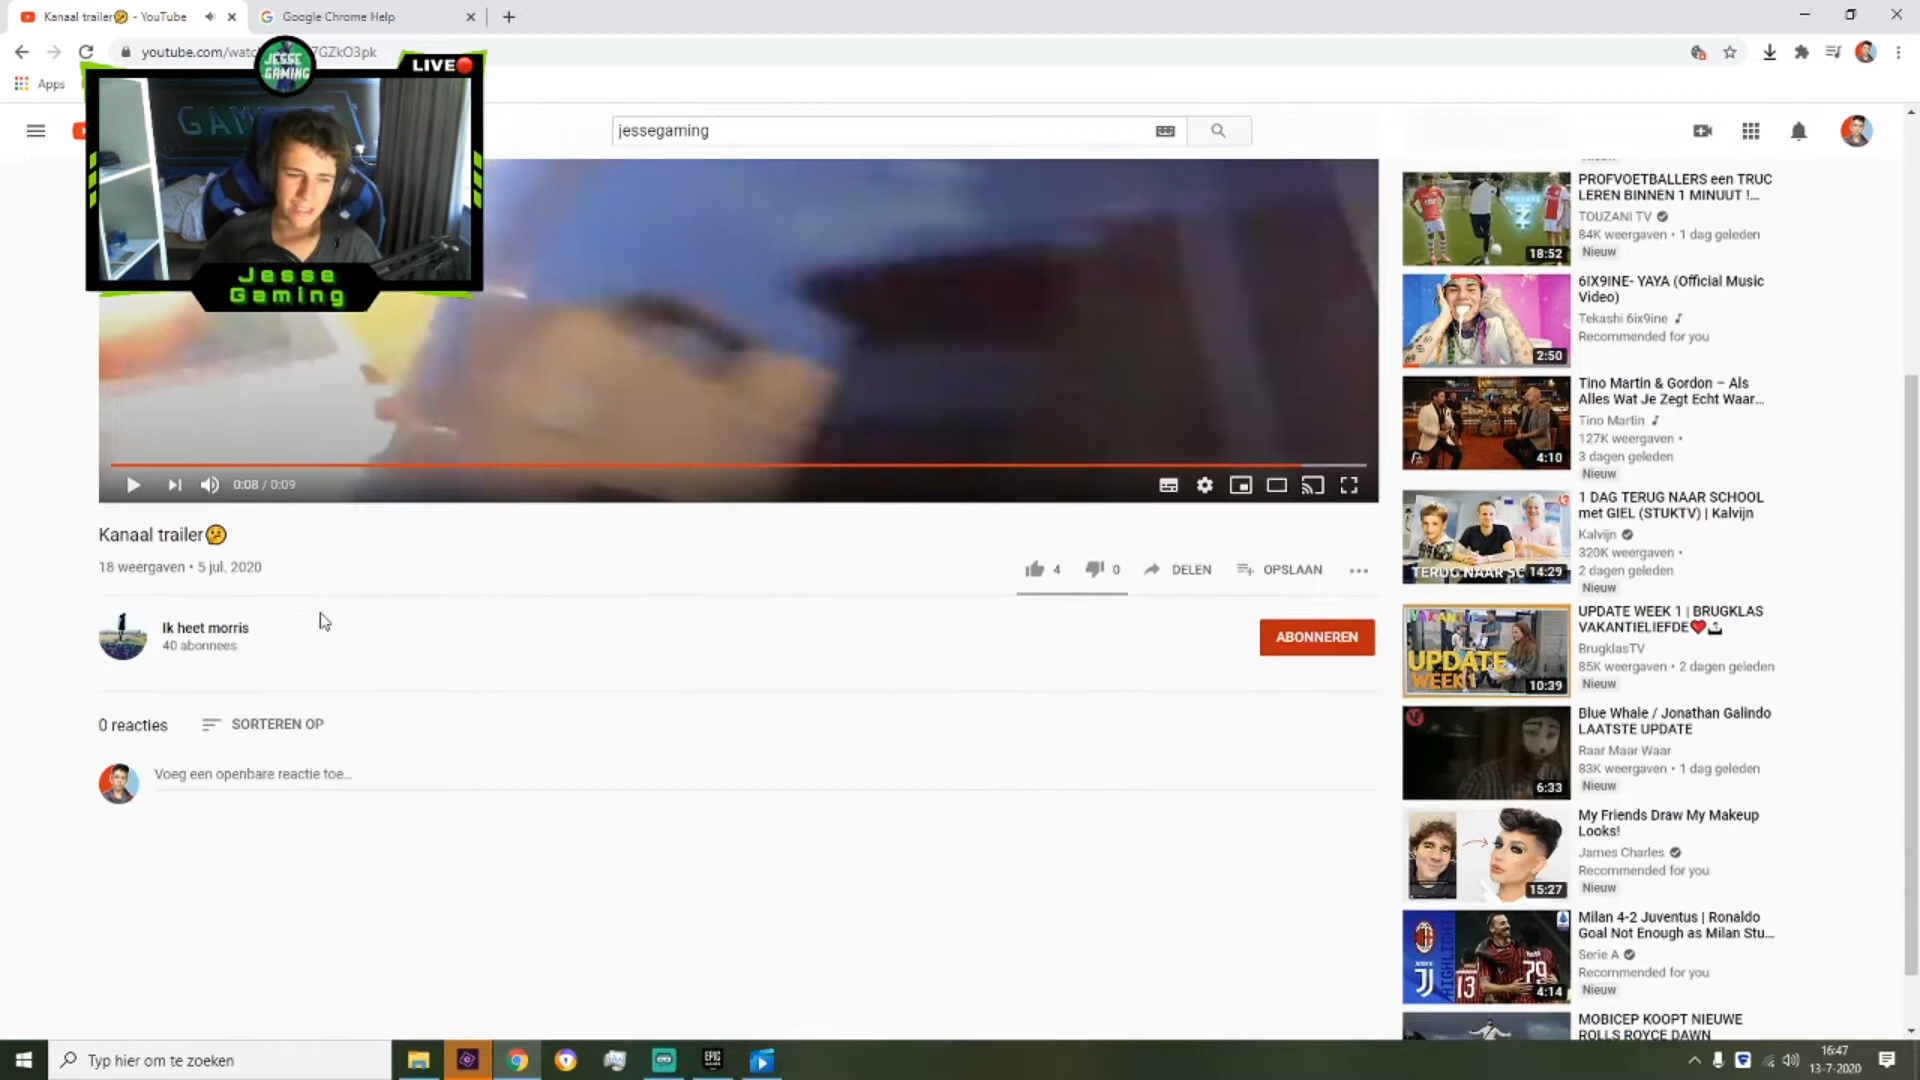 Kanaal trailer🤔 - YouTube
Google Chrome Help
youtube.com/watc
7GZkO3pk
Apps
JESSE
GAMING
LIVE
GAM
Jesse
Gaming
jessegaming
0:08 / 0:09
Kanaal trailer🤔
18 weergaven • 5 jul. 2020
4
0
DELEN
OPSLAAN
Ik heet morris
40 abonnees
ABONNEREN
0 reacties
SORTEREN OP
Voeg een openbare reactie toe...
PROFVOETBALLERS een TRUC
LEREN BINNEN 1 MINUUT !...
TOUZANI TV
84K weergaven • 1 dag geleden
Nieuw
18:52
6IX9INE- YAYA (Official Music
Video)
Tekashi 6ix9ine
Recommended for you
2:50
Tino Martin & Gordon – Als
Alles Wat Je Zegt Echt Waar...
Tino Martin
127K weergaven •
3 dagen geleden
Nieuw
4:10
1 DAG TERUG NAAR SCHOOL
met GIEL (STUKTV) | Kalvijn
Kalvijn
320K weergaven •
2 dagen geleden
Nieuw
TERUG NAAR SC
14:29
UPDATE WEEK 1 | BRUGKLAS
VAKANTIELIEFDE❤️
BrugklasTV
85K weergaven • 2 dagen geleden
Nieuw
UPDATE
WEEK 1
10:39
Blue Whale / Jonathan Galindo
LAATSTE UPDATE
Raar Maar Waar
83K weergaven • 1 dag geleden
Nieuw
6:33
My Friends Draw My Makeup
Looks!
James Charles
Recommended for you
Nieuw
15:27
Milan 4-2 Juventus | Ronaldo
Goal Not Enough as Milan Stu...
Serie A
Recommended for you
Nieuw
4:14
MOBICEP KOOPT NIEUWE
ROLLS ROYCE DAWN
Typ hier om te zoeken
EPIC
16:47
13-7-2020